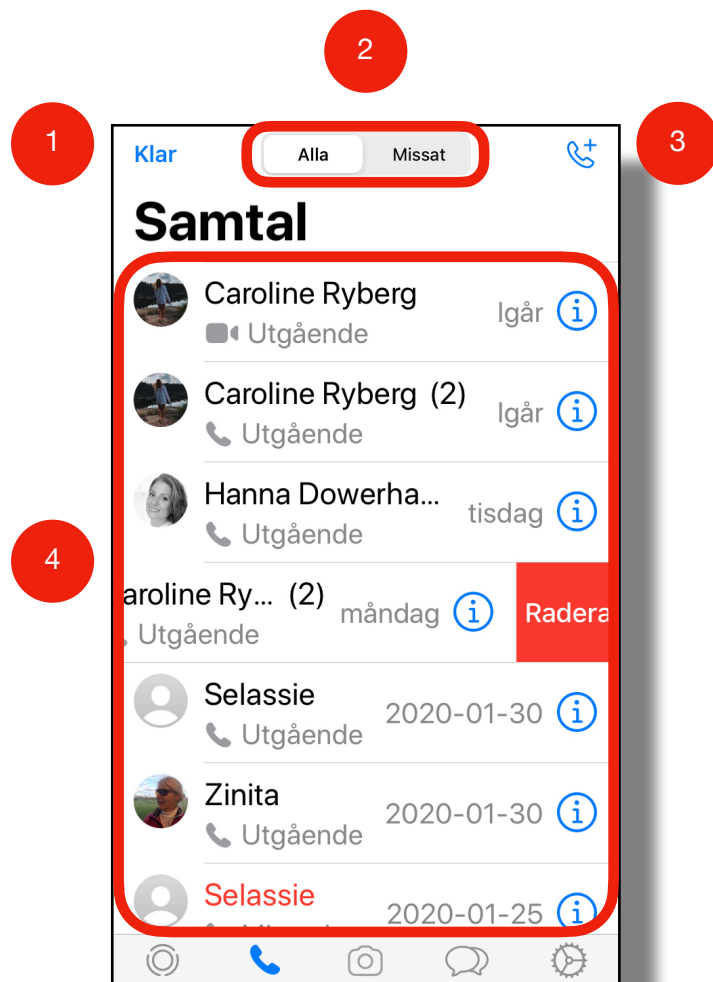 2
1
3
Klar
Alla
Missat
Samtal
Caroline Ryberg
Utgående
Igår
Caroline Ryberg (2)
Utgående
Igår
Hanna Dowerha...
Utgående
tisdag
4
aroline Ry... (2)
Utgående
måndag
Radera
Selassie
Utgående
2020-01-30
Zinita
Utgående
2020-01-30
Selassie
2020-01-25